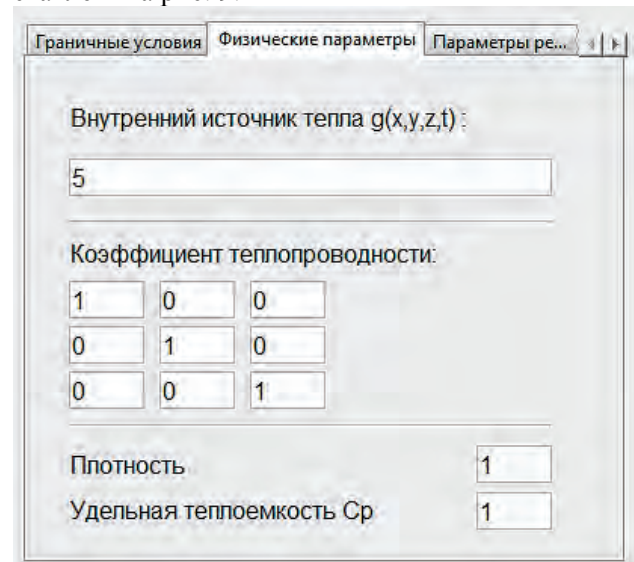 Граничные условия Физические параметры Параметры ре...
Внутренний источник тепла g(x,y,z,t) :
5
Коэффициент теплопроводности:
1 0 0
0 1 0
0 0 1
Плотность 1
Удельная теплоемкость Cp 1